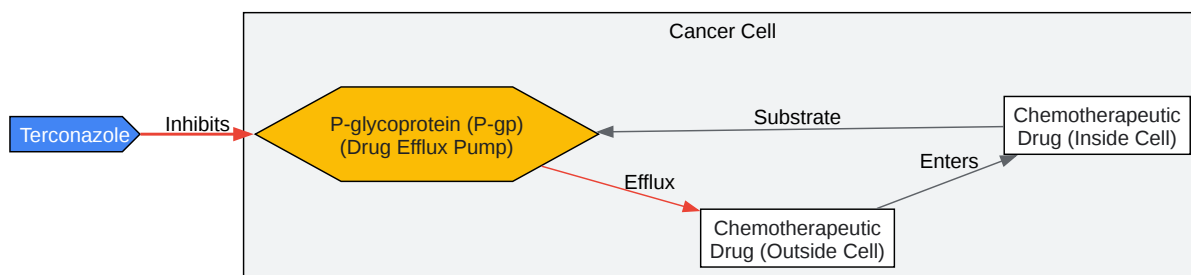 Cancer Cell
Terconazole
Inhibits
P-glycoprotein (P-gp)
(Drug Efflux Pump)
Substrate
Chemotherapeutic
Drug (Inside Cell)
Enters
Efflux
Chemotherapeutic
Drug (Outside Cell)